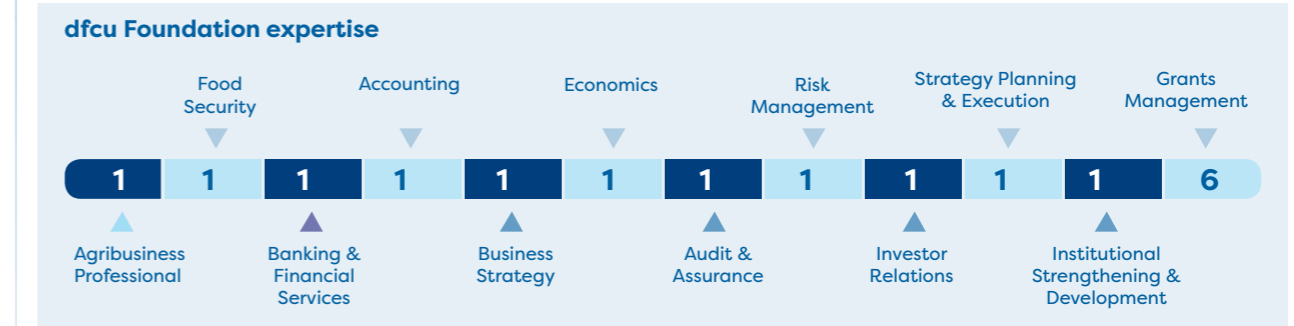 dfcu Foundation expertise
Food
Security
Accounting
Economics
Risk
Management
Strategy Planning
& Execution
Grants
Management
1 1 1 1 1 1 1 1 1 1 1 6
Agribusiness
Professional
Banking &
Financial
Services
Business
Strategy
Audit &
Assurance
Investor
Relations
Institutional
Strengthening &
Development